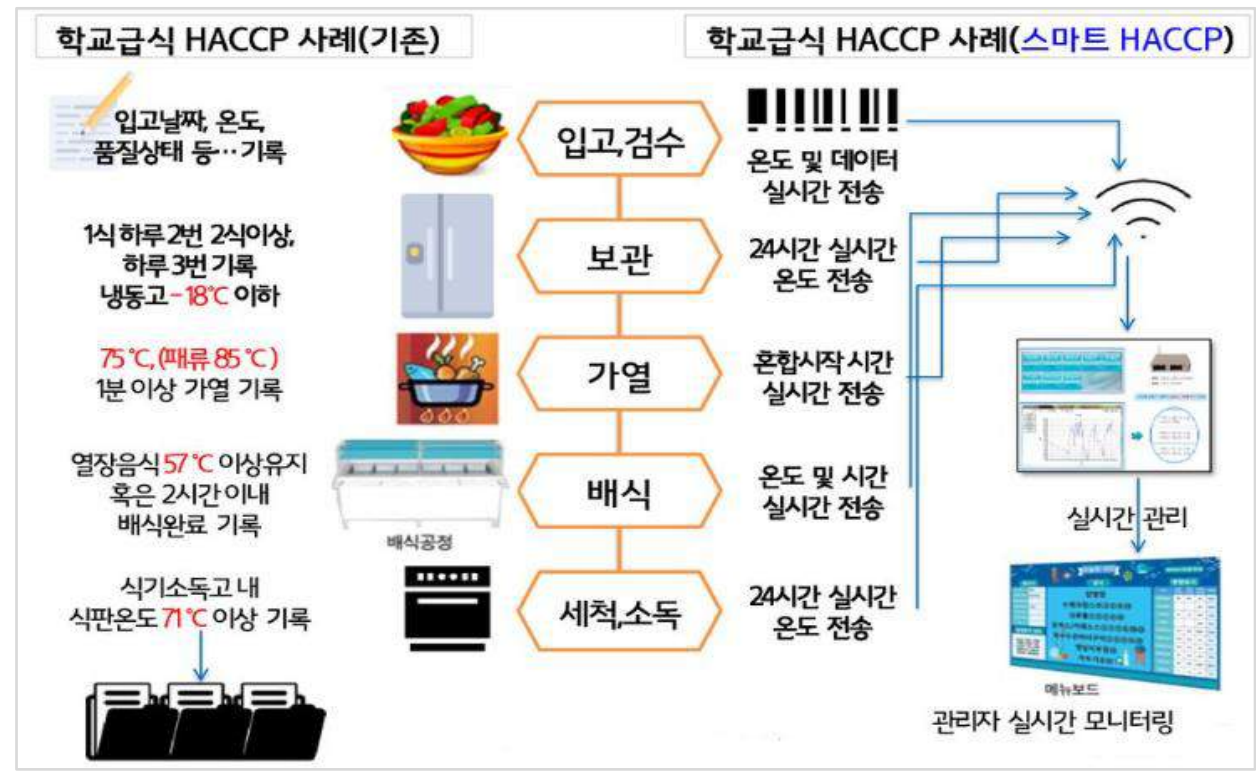 학교급식 HACCP 사례(기존)
학교급식 HACCP 사례(스마트 HACCP)
입고날짜, 온도,
품질상태 등… 기록
입고,검수
온도 및 데이터
실시간 전송
1식 하루 2번 2식이상,
하루 3번 기록
냉동고 -18℃ 이하
보관
24시간 실시간
온도 전송
75℃, (패류 85℃)
1분 이상 가열 기록
가열
혼합시작 시간
실시간 전송
열장음식 57℃ 이상유지
혹은 2시간 이내
배식완료 기록
배식공정
배식
온도 및 시간
실시간 전송
식기소독고 내
식판온도 71℃ 이상 기록
세척,소독
24시간 실시간
온도 전송
실시간 관리
메뉴보드
관리자 실시간 모니터링